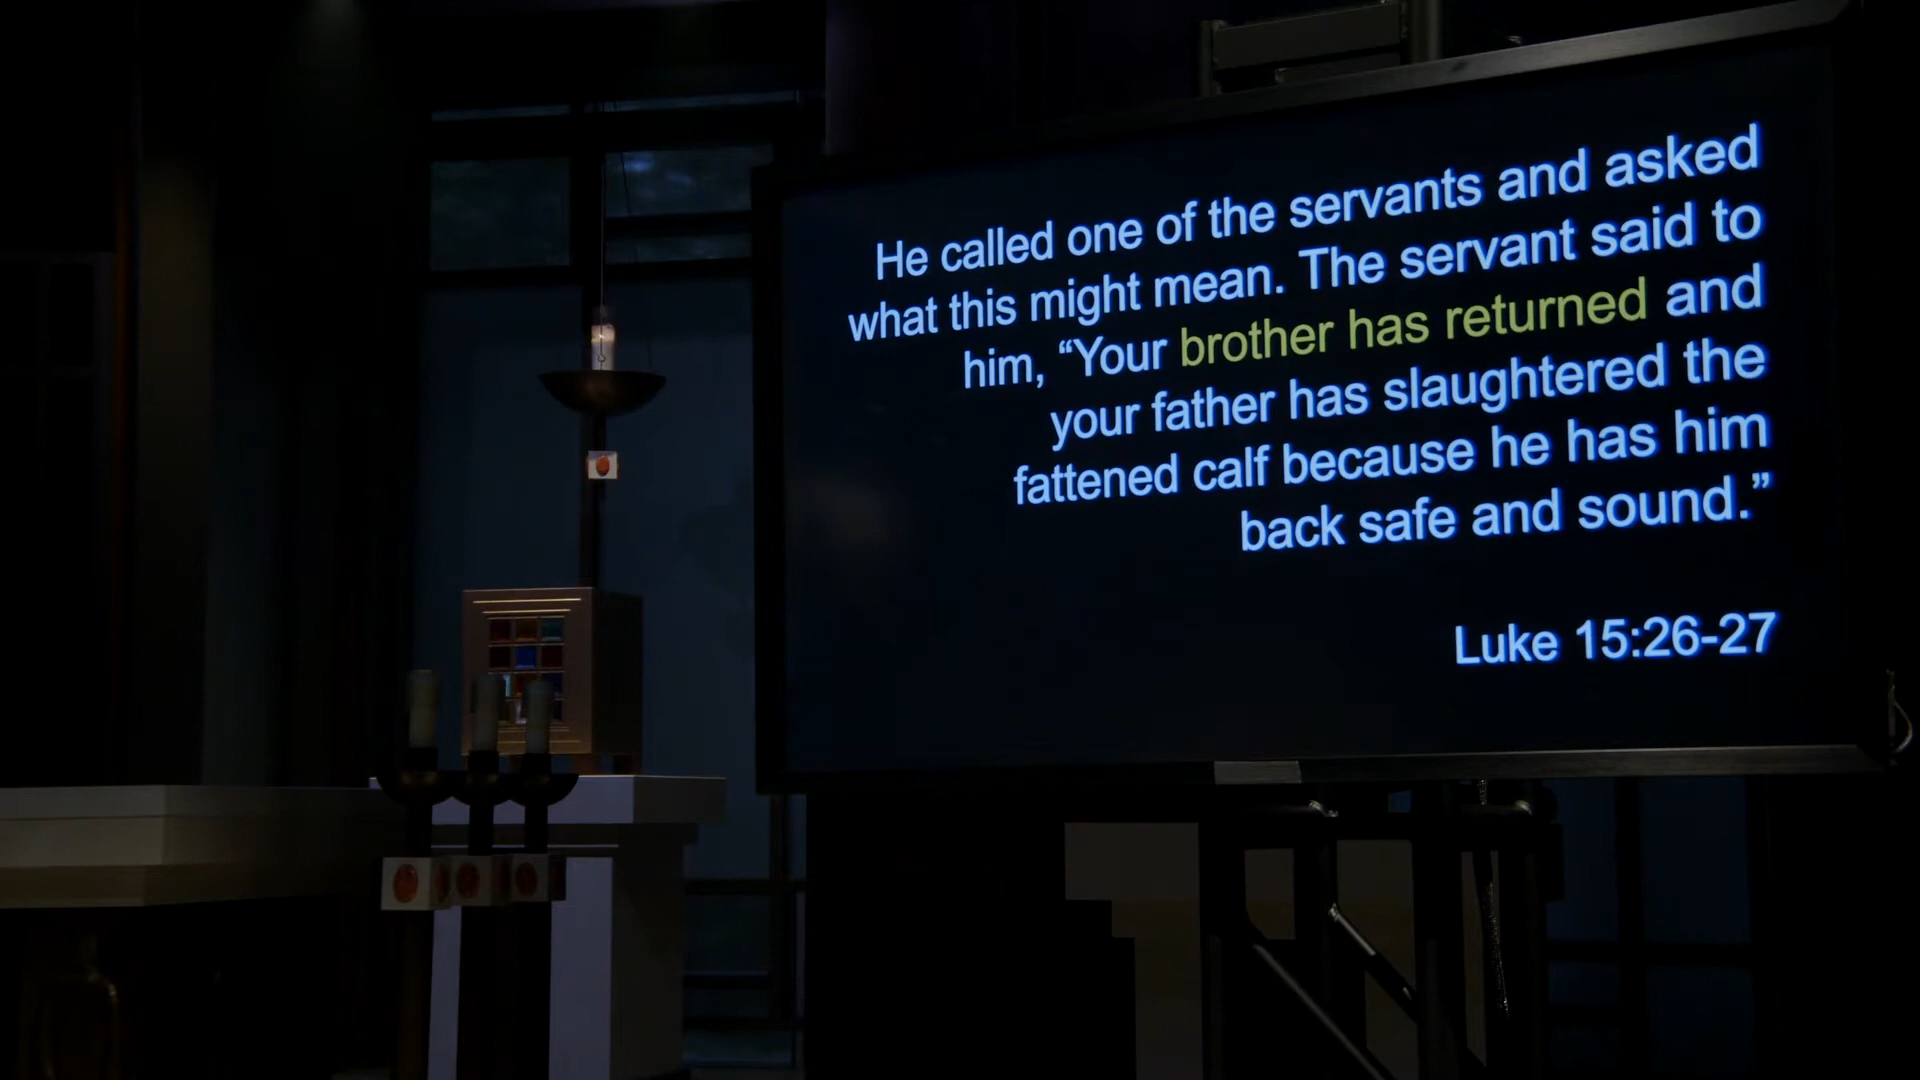 He called one of the servants and asked
what this might mean. The servant said to
him, “Your brother has returned and
your father has slaughtered the
fattened calf because he has him
back safe and sound.”
Luke 15:26-27